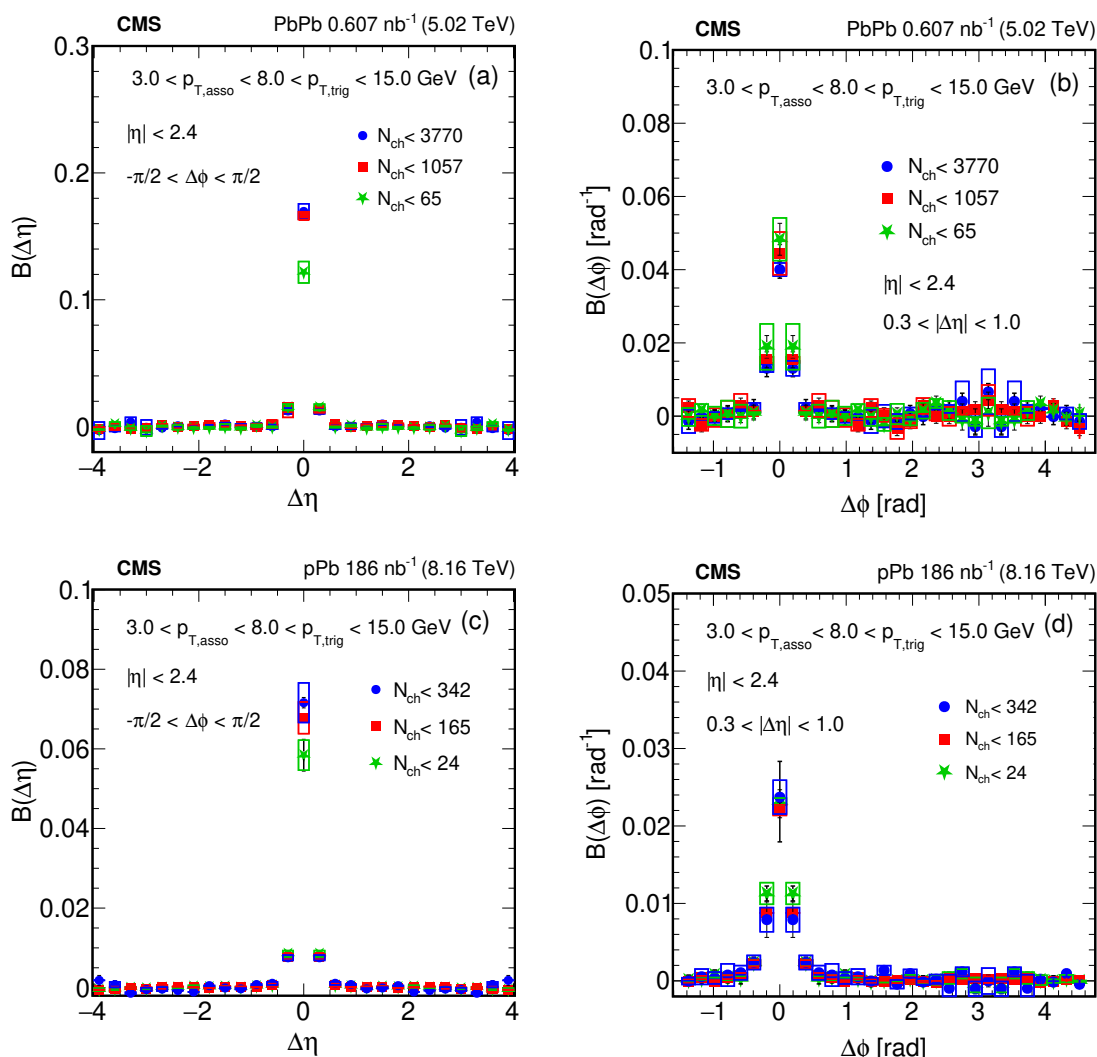 CMS PbPb 0.607 nb⁻¹ (5.02 TeV)
0.3
3.0 < p_T,asso < 8.0 < p_T,trig < 15.0 GeV (a)
|η| < 2.4
-π/2 < Δϕ < π/2
N_ch < 3770
N_ch < 1057
N_ch < 65
0.2
0.1
0
B(Δη)
−4 −2 0 2 4
Δη
CMS PbPb 0.607 nb⁻¹ (5.02 TeV)
0.1
3.0 < p_T,asso < 8.0 < p_T,trig < 15.0 GeV (b)
0.08
N_ch < 3770
N_ch < 1057
N_ch < 65
0.06
|η| < 2.4
0.3 < |Δη| < 1.0
0.04
0.02
0
B(Δϕ) [rad⁻¹]
−1 0 1 2 3 4
Δϕ [rad]
CMS pPb 186 nb⁻¹ (8.16 TeV)
0.1
3.0 < p_T,asso < 8.0 < p_T,trig < 15.0 GeV (c)
|η| < 2.4
-π/2 < Δϕ < π/2
N_ch < 342
N_ch < 165
N_ch < 24
0.08
0.06
0.04
0.02
0
B(Δη)
−4 −2 0 2 4
Δη
CMS pPb 186 nb⁻¹ (8.16 TeV)
0.05
3.0 < p_T,asso < 8.0 < p_T,trig < 15.0 GeV (d)
|η| < 2.4
0.3 < |Δη| < 1.0
N_ch < 342
N_ch < 165
N_ch < 24
0.04
0.03
0.02
0.01
0
B(Δϕ) [rad⁻¹]
−1 0 1 2 3 4
Δϕ [rad]